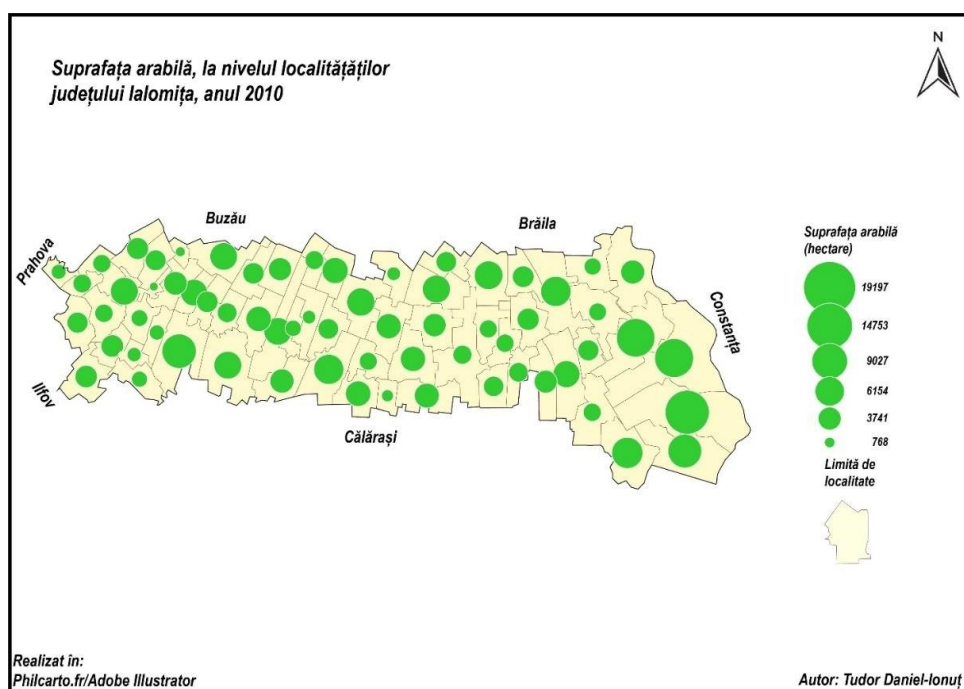 Suprafața arabilă, la nivelul localitățăților
județului Ialomița, anul 2010
N
Buzău
Brăila
Prahova
Constanța
Ilfov
Călărași
Suprafața arabilă
(hectare)
19197
14753
9027
6154
3741
768
Limită de
localitate
Realizat în:
Philcarto.fr/Adobe Illustrator
Autor: Tudor Daniel-Ionuț